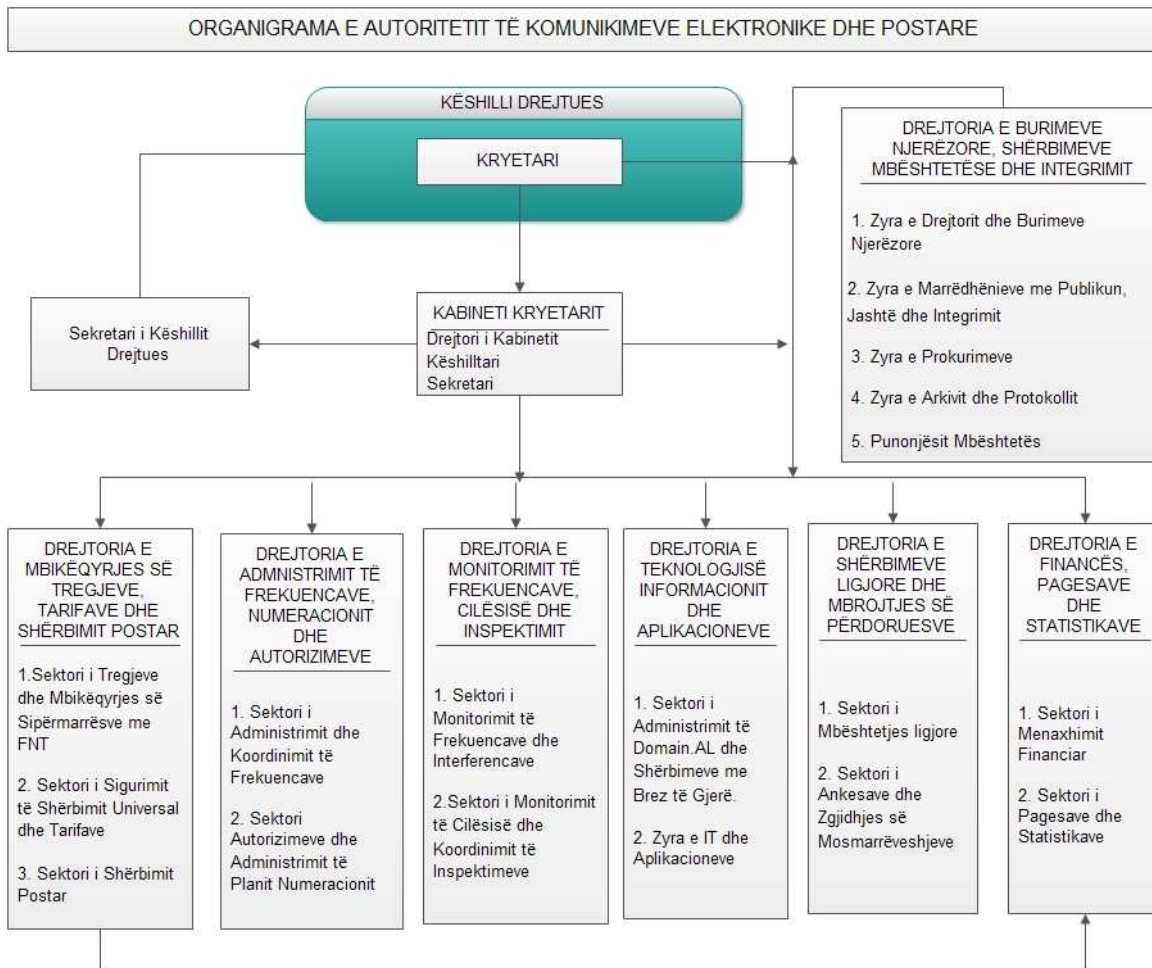 ORGANIGRAMA E AUTORITETIT TË KOMUNIKIMEVE ELEKTRONIKE DHE POSTARE
KËSHILLI DREJTUES
KRYETARI
DREJTORIA E BURIMEVE
NJERËZORE, SHËRBIMEVE
MBËSHTETËSE DHE INTEGRIMIT
1. Zyra e Drejtorit dhe Burimeve
Njerëzore
2. Zyra e Marrëdhënieve me Publikun,
Jashtë dhe Integrimit
3. Zyra e Prokurimeve
4. Zyra e Arkivit dhe Protokollit
5. Punonjësit Mbështetës
Sekretari i Këshillit
Drejtues
KABINETI KRYETARIT
Drejtori i Kabinetit
Këshilltari
Sekretari
DREJTORIA E
MBIKËQYRJES SË
TREGJEVE,
TARIFAVE DHE
SHËRBIMIT POSTAR
1.Sektori i Tregjeve
dhe Mbikëqyrjes së
Sipërmarrësve me
FNT
2. Sektori i Sigurimit
të Shërbimit Universal
dhe Tarifave
3. Sektori i Shërbimit
Postar
DREJTORIA E
ADMNISTRIMIT TË
FREKUENCAVE,
NUMERACIONIT
DHE
AUTORIZIMEVE
1. Sektori i
Administrimit dhe
Koordinimit të
Frekuencave
2. Sektori
Autorizimeve dhe
Administrimit të
Planit Numeracionit
DREJTORIA E
MONITORIMIT TË
FREKUENCAVE,
CILËSISË DHE
INSPEKTIMIT
1. Sektori i
Monitorimit të
Frekuencave dhe
Interferencave
2.Sektori i Monitorimit
të Cilësisë dhe
Koordinimit të
Inspektimeve
DREJTORIA E
TEKNOLOGJISË
INFORMACIONIT
DHE
APLIKACIONEVE
1. Sektori i
Administrimit të
Domain.AL dhe
Shërbimeve me
Brez të Gjerë.
2. Zyra e IT dhe
Aplikacioneve
DREJTORIA E
SHËRBIMEVE
LIGJORE DHE
MBROJTJES SË
PËRDORUESVE
1. Sektori i
Mbështetjes ligjore
2. Sektori i
Ankesave dhe
Zgjidhjes së
Mosmarrëveshjeve
DREJTORIA E
FINANCËS,
PAGESAVE
DHE
STATISTIKAVE
1. Sektori i
Menaxhimit
Financiar
2. Sektori i
Pagesave dhe
Statistikave